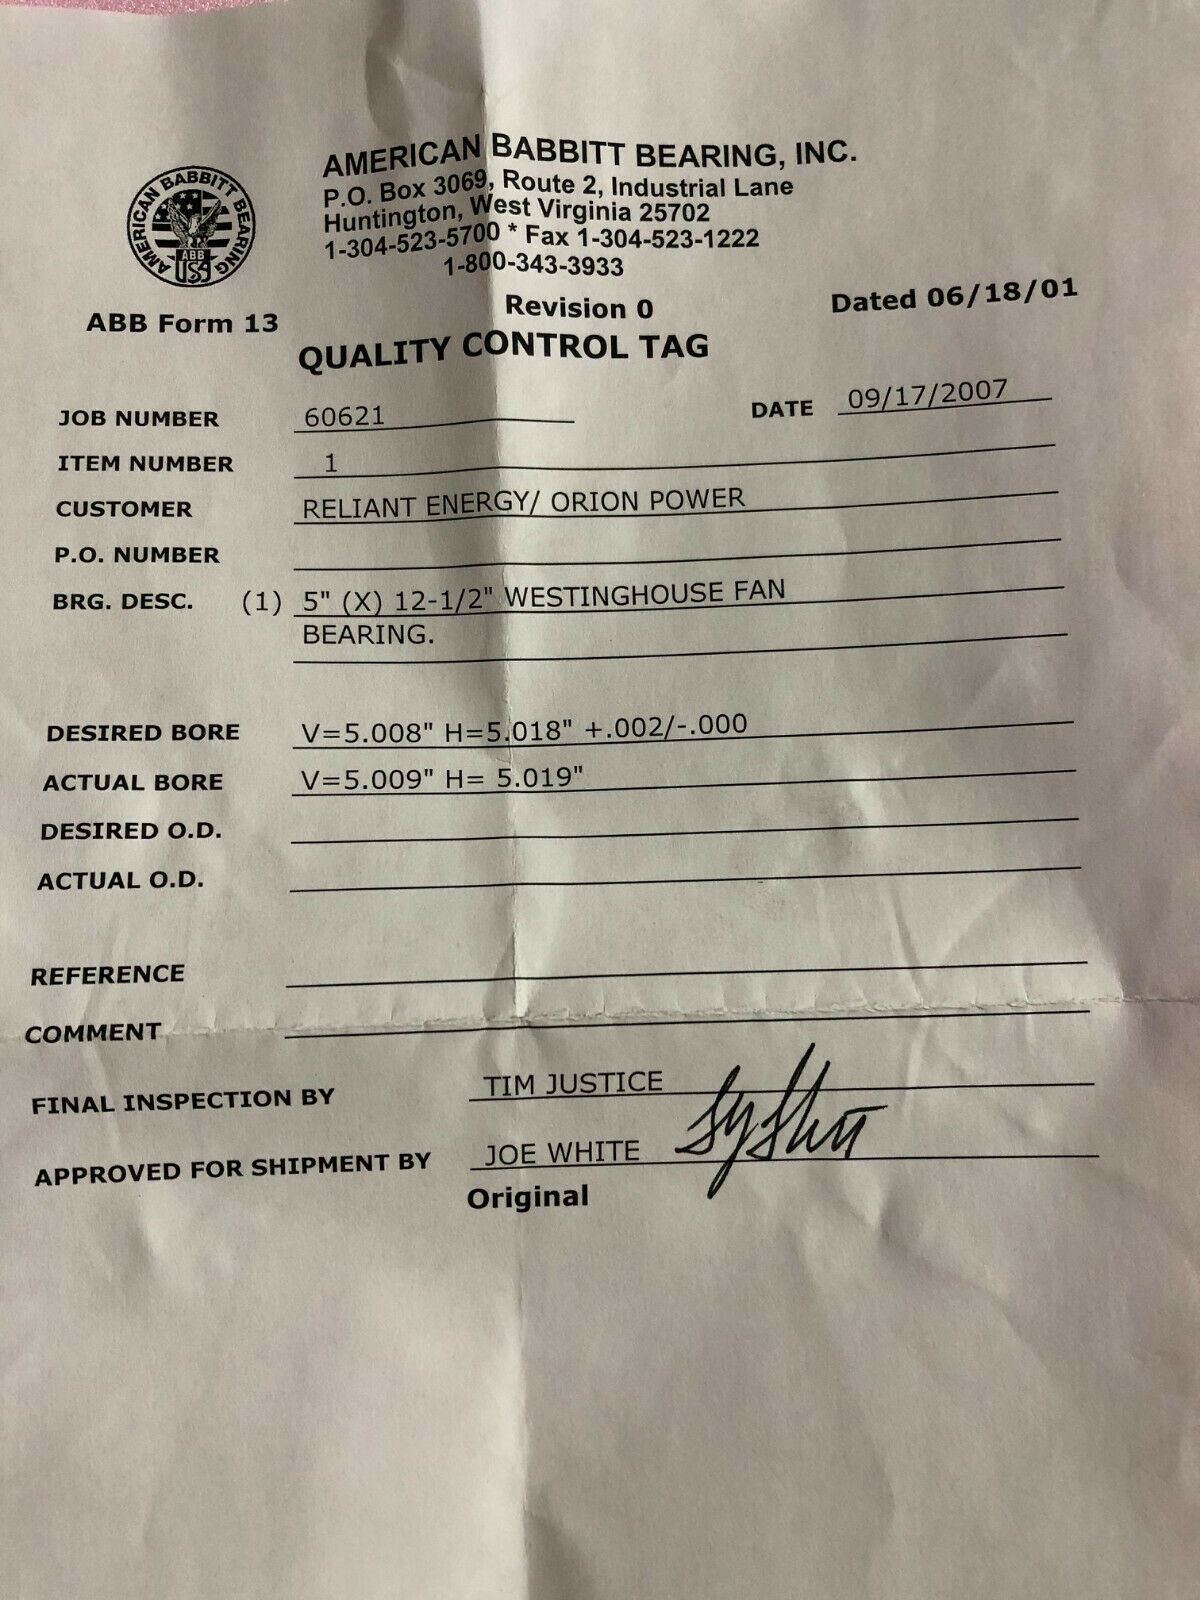 AMERICAN BABBITT BEARING, INC.
P.O. Box 3069, Route 2, Industrial Lane
Huntington, West Virginia 25702
1-304-523-5700 * Fax 1-304-523-1222
1-800-343-3933
AMERICAN BABBITT BEARING
ABB
USA
ABB Form 13 Revision 0 Dated 06/18/01
QUALITY CONTROL TAG
JOB NUMBER 60621 DATE 09/17/2007
ITEM NUMBER 1
CUSTOMER RELIANT ENERGY/ ORION POWER
P.O. NUMBER
BRG. DESC. (1) 5" (X) 12-1/2" WESTINGHOUSE FAN
BEARING.
DESIRED BORE V=5.008" H=5.018" +.002/-.000
ACTUAL BORE V=5.009" H= 5.019"
DESIRED O.D.
ACTUAL O.D.
REFERENCE
COMMENT
FINAL INSPECTION BY TIM JUSTICE
APPROVED FOR SHIPMENT BY JOE WHITE
Original